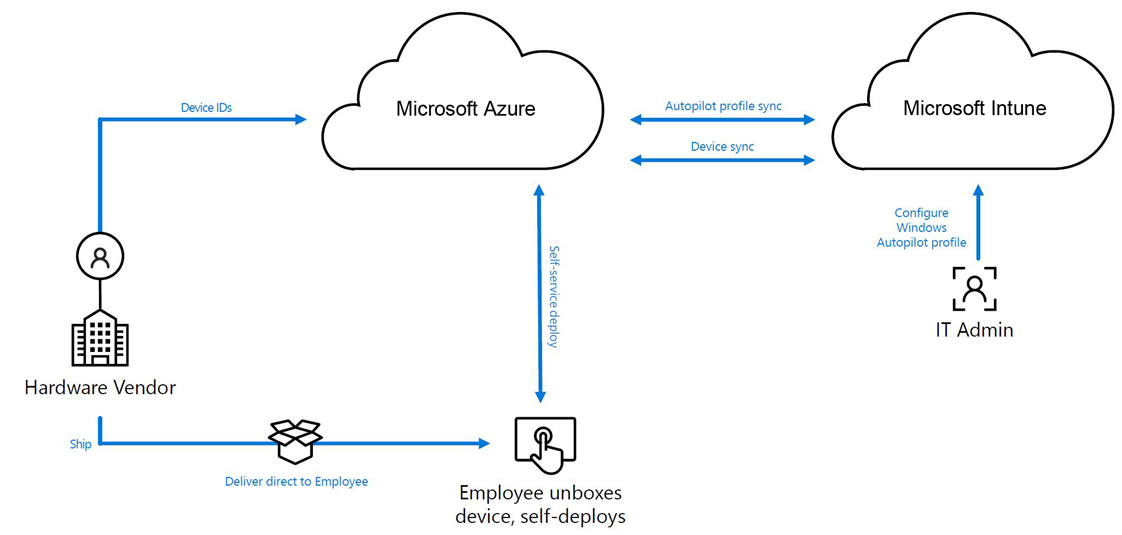 Device IDs
Microsoft Azure
Autopilot profile sync
Device sync
Microsoft Intune
Configure
Windows
Autopilot profile
IT Admin
Self-service deploy
Hardware Vendor
Ship
Deliver direct to Employee
Employee unboxes
device, self-deploys